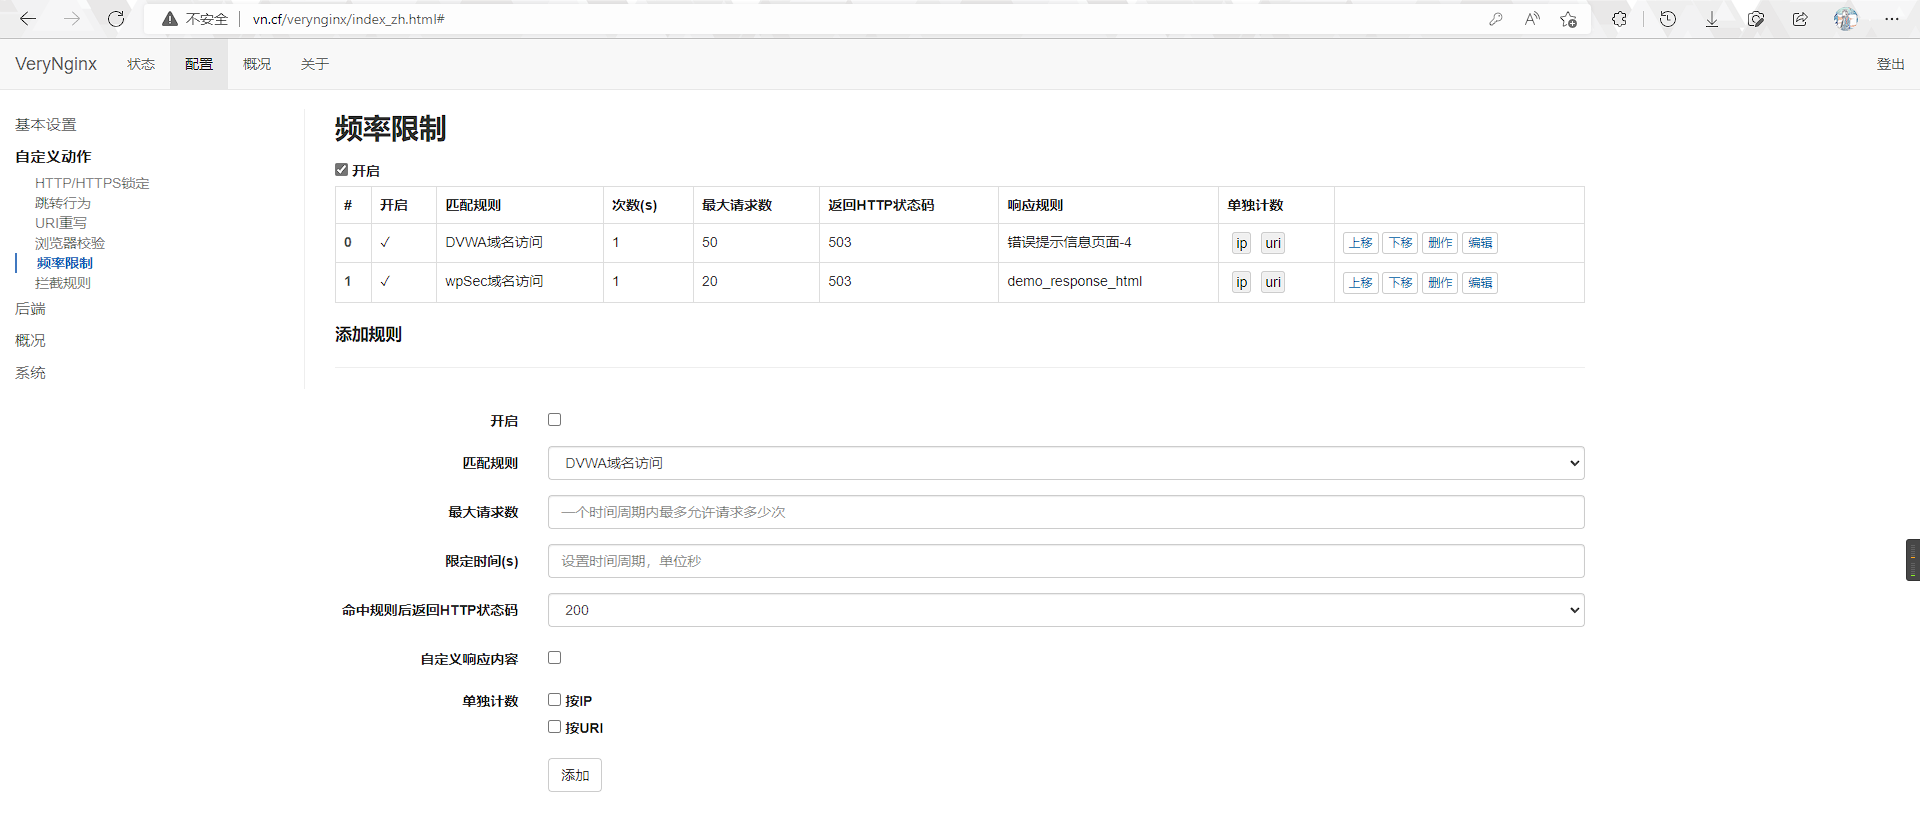 不安全 vn.cf/verynginx/index_zh.html#
VeryNginx 状态 配置 概况 关于 登出
基本设置
自定义动作
HTTP/HTTPS锁定
跳转行为
URI重写
浏览器校验
频率限制
拦截规则
后端
概况
系统
频率限制
开启
# 开启 匹配规则 次数(s) 最大请求数 返回HTTP状态码 响应规则 单独计数
0 ✓ DVWA域名访问 1 50 503 错误提示信息页面-4 ip uri 上移 下移 删作 编辑
1 ✓ wpSec域名访问 1 20 503 demo_response_html ip uri 上移 下移 删作 编辑
添加规则
开启
匹配规则 DVWA域名访问
最大请求数 一个时间周期内最多允许请求多少次
限定时间(s) 设置时间周期，单位秒
命中规则后返回HTTP状态码 200
自定义响应内容
单独计数 按IP
按URI
添加